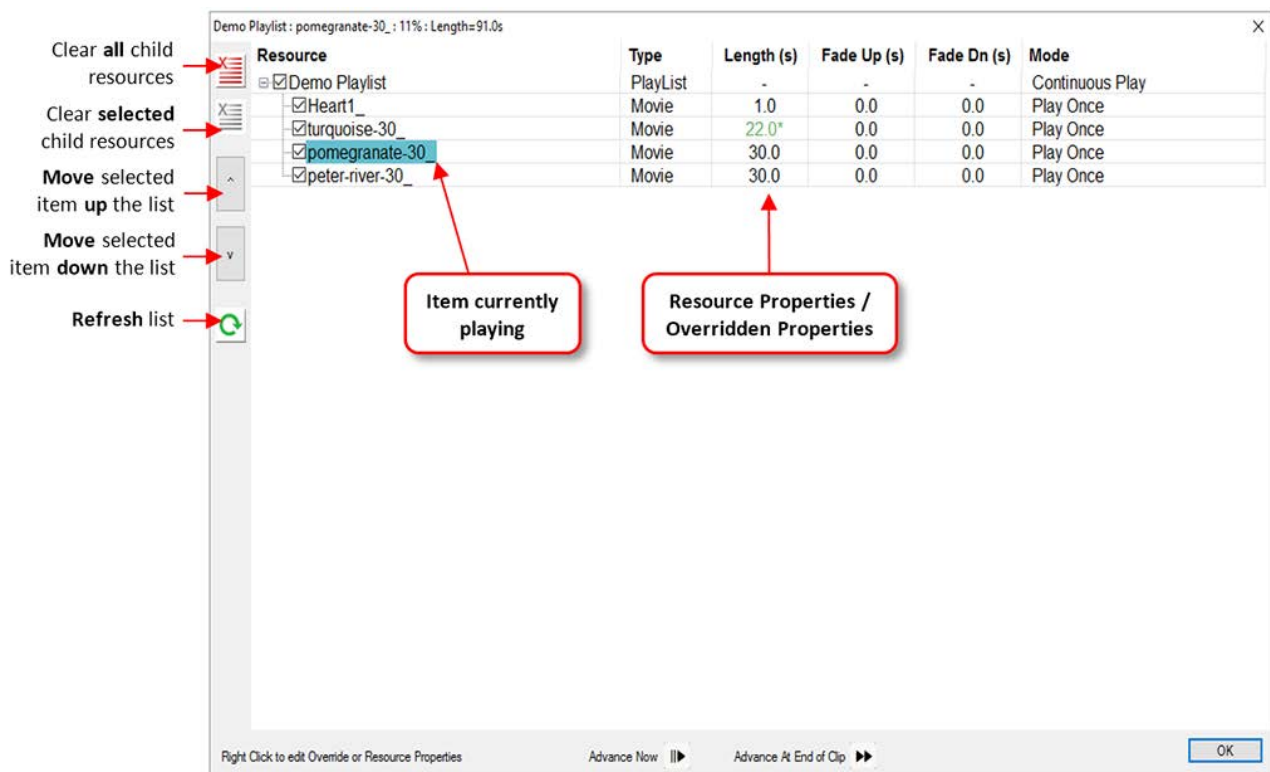 Demo Playlist : pomegranate-30_ : 11% : Length=91.0s
Clear all child
resources
Clear selected
child resources
Move selected
item up the list
Move selected
item down the list
Refresh list
Resource Type Length (s) Fade Up (s) Fade Dn (s) Mode
Demo Playlist PlayList - - - Continuous Play
Heart1_ Movie 1.0 0.0 0.0 Play Once
turquoise-30_ Movie 22.0* 0.0 0.0 Play Once
pomegranate-30_ Movie 30.0 0.0 0.0 Play Once
peter-river-30_ Movie 30.0 0.0 0.0 Play Once
Item currently
playing
Resource Properties /
Overridden Properties
Right Click to edit Override or Resource Properties Advance Now Advance At End of Clip OK